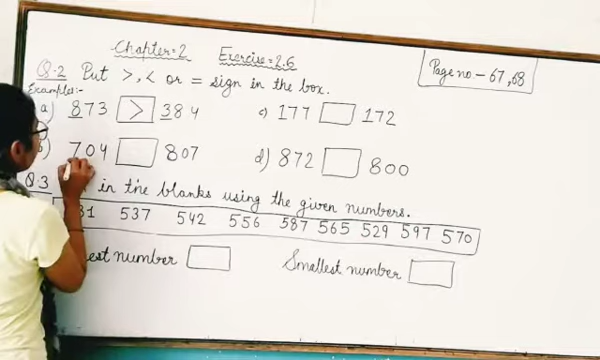 Chapter=2 Exercise=2.6
Page no - 67,68
Q.2 Put >, < or = sign in the box.
Examples:-
a) 873 > 384 c) 177 172
704 807 d) 872 800
Q3 in the blanks using the given numbers.
31 537 542 556 587 565 529 597 570
number Smallest number